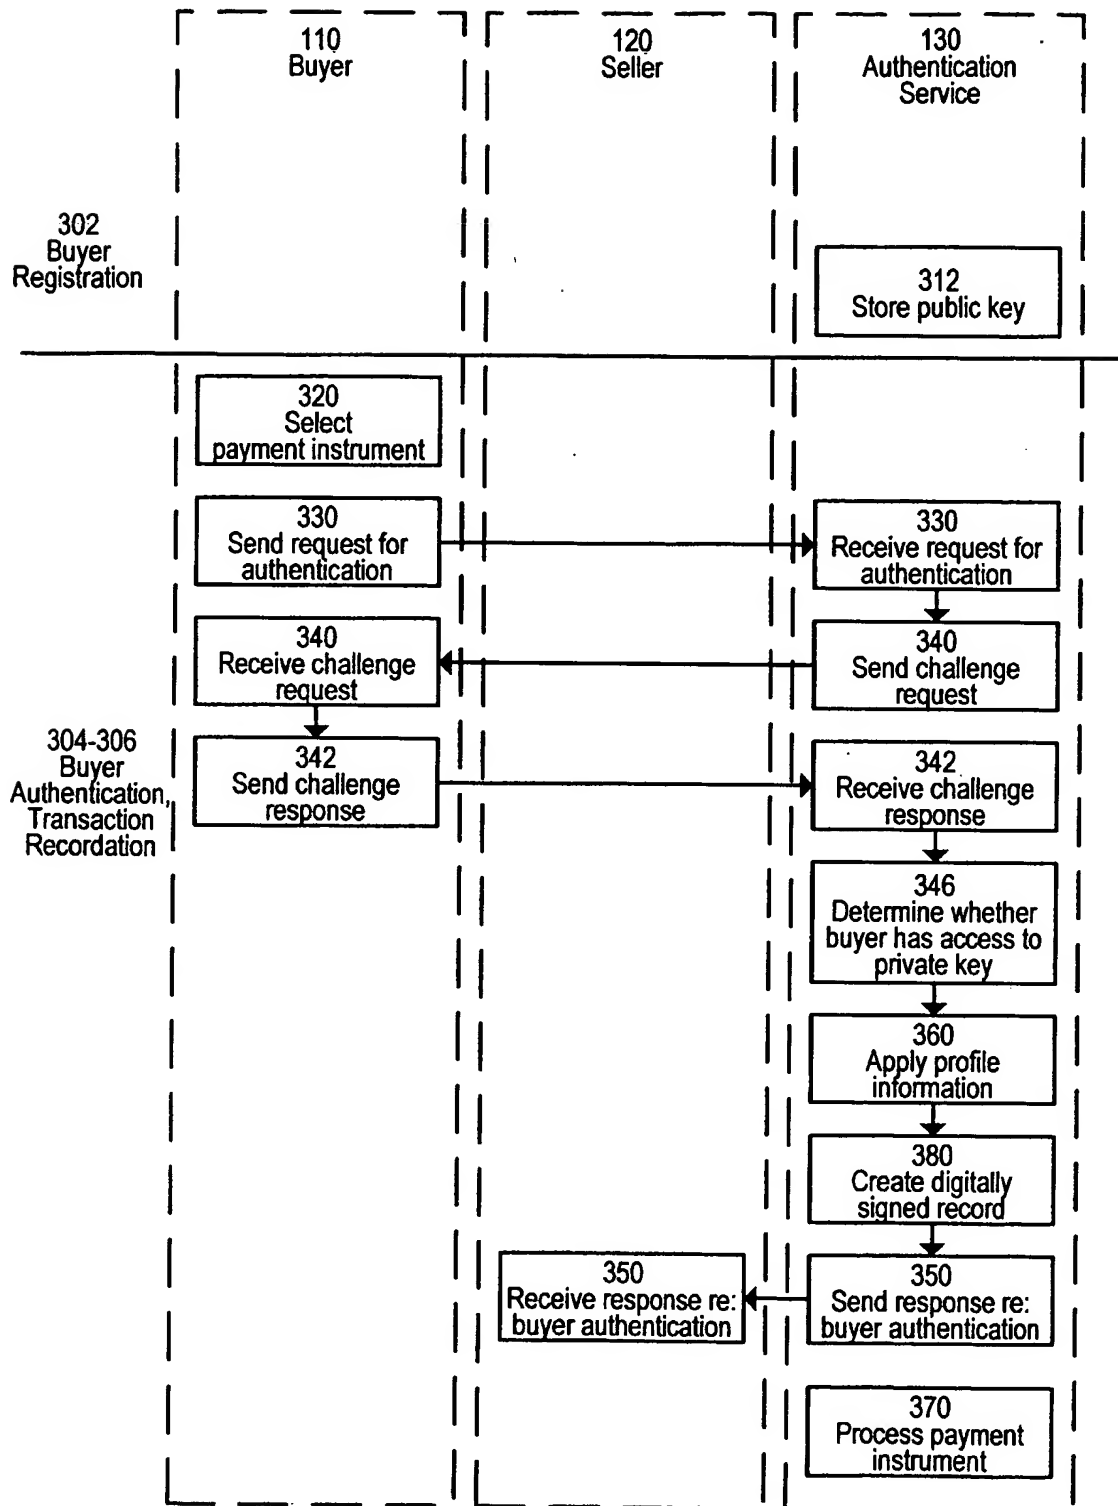 110
Buyer
120
Seller
130
Authentication
Service
302
Buyer
Registration
312
Store public key
320
Select
payment instrument
330
Send request for
authentication
330
Receive request for
authentication
340
Receive challenge
request
340
Send challenge
request
304-306
Buyer
Authentication,
Transaction
Recordation
342
Send challenge
response
342
Receive challenge
response
346
Determine whether
buyer has access to
private key
360
Apply profile
information
380
Create digitally
signed record
350
Receive response re:
buyer authentication
350
Send response re:
buyer authentication
370
Process payment
instrument